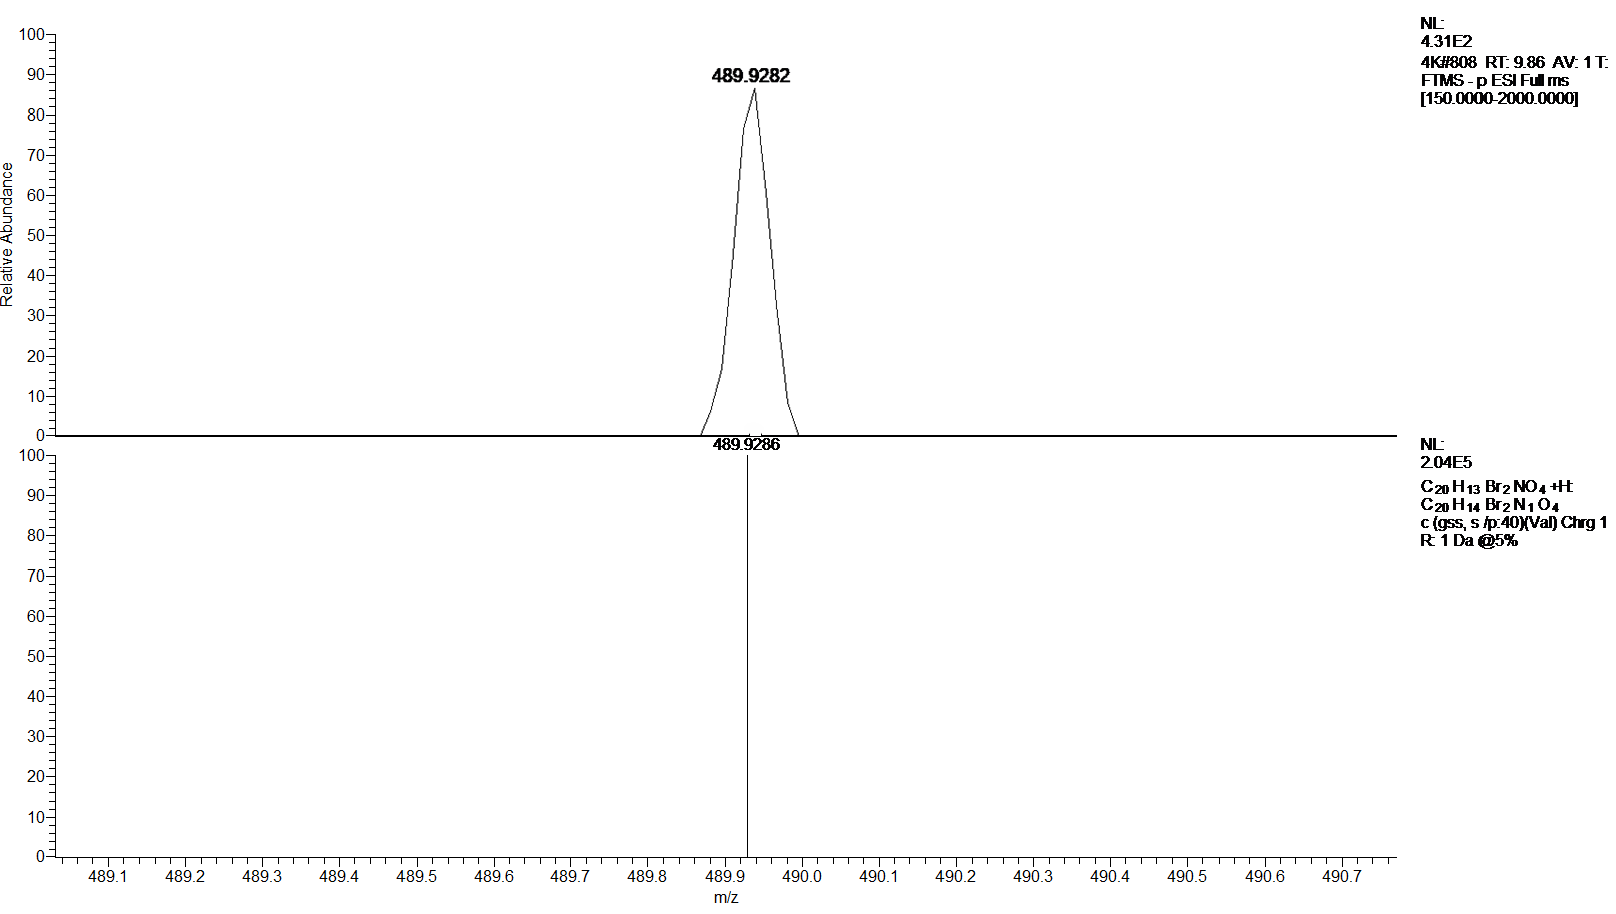 NL:
4.31E2
4K#808 RT: 9.86 AV: 1 T:
FTMS - p ESI Full ms
[150.0000-2000.0000]
100
90
80
70
60
50
40
30
20
10
0
Relative Abundance
489.9282
489.9286
NL:
2.04E5
C20 H13 Br2 NO4 +H:
C20 H14 Br2 N1 O4
c (gss, s /p:40)(Val) Chrg 1
R: 1 Da @5%
100
90
80
70
60
50
40
30
20
10
0
489.1 489.2 489.3 489.4 489.5 489.6 489.7 489.8 489.9 490.0 490.1 490.2 490.3 490.4 490.5 490.6 490.7
m/z